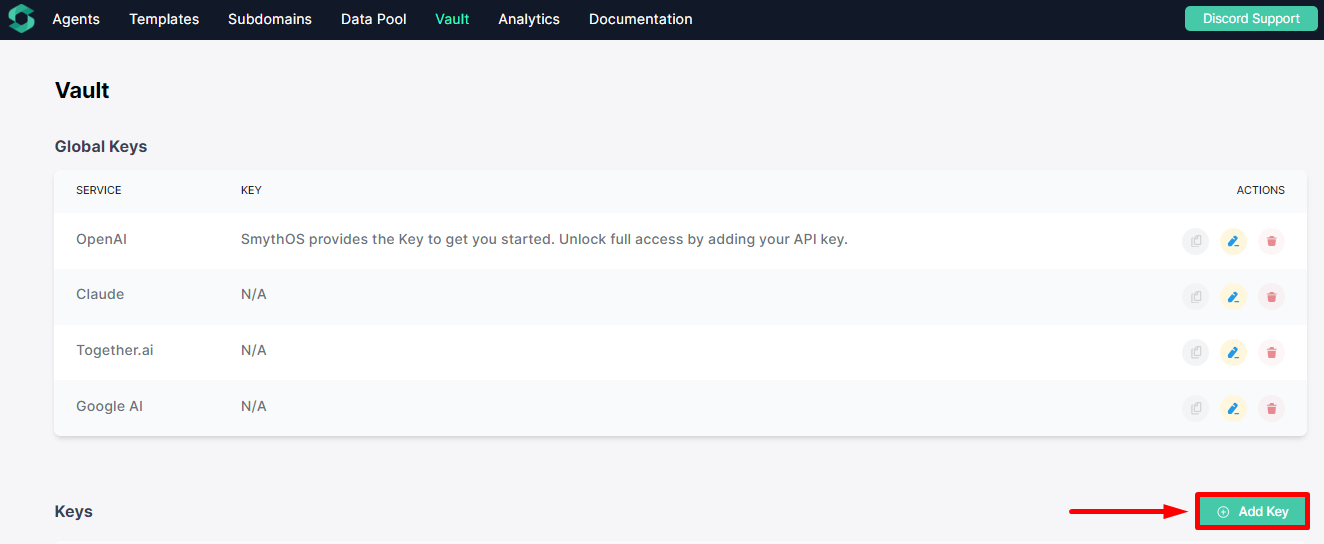 Agents Templates Subdomains Data Pool Vault Analytics Documentation Discord Support
Vault
Global Keys
SERVICE KEY ACTIONS
OpenAI SmythOS provides the Key to get you started. Unlock full access by adding your API key.
Claude N/A
Together.ai N/A
Google AI N/A
Keys Add Key